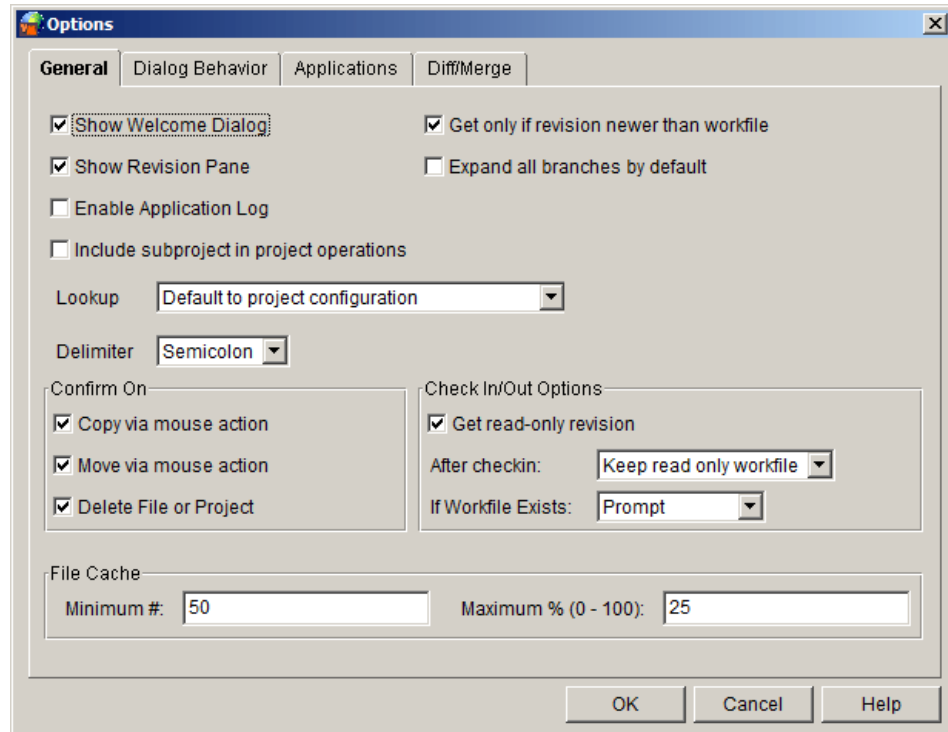 Options
General Dialog Behavior Applications Diff/Merge
Show Welcome Dialog Get only if revision newer than workfile
Show Revision Pane Expand all branches by default
Enable Application Log
Include subproject in project operations
Lookup Default to project configuration
Delimiter Semicolon
Confirm On
Copy via mouse action
Move via mouse action
Delete File or Project
Check In/Out Options
Get read-only revision
After checkin: Keep read only workfile
If Workfile Exists: Prompt
File Cache
Minimum #: 50 Maximum % (0 - 100): 25
OK Cancel Help